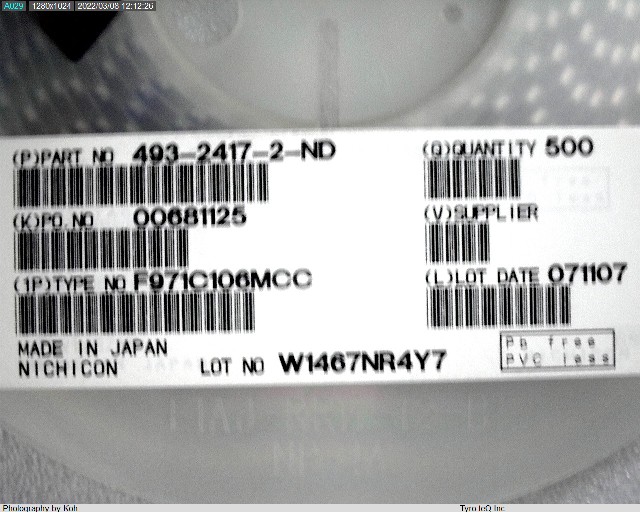 A029 1280x1024 2022/03/08 12:12:26
(P)PART NO 493-2417-2-ND
(Q)QUANTITY 500
(K)PO.NO 00681125
(V)SUPPLIER
(1P)TYPE NO F971C106MCC
(L)LOT DATE 071107
MADE IN JAPAN
NICHICON LOT NO W1467NR4Y7
Pb free
PVC less
Photography by Koh
TyroTeQ Inc